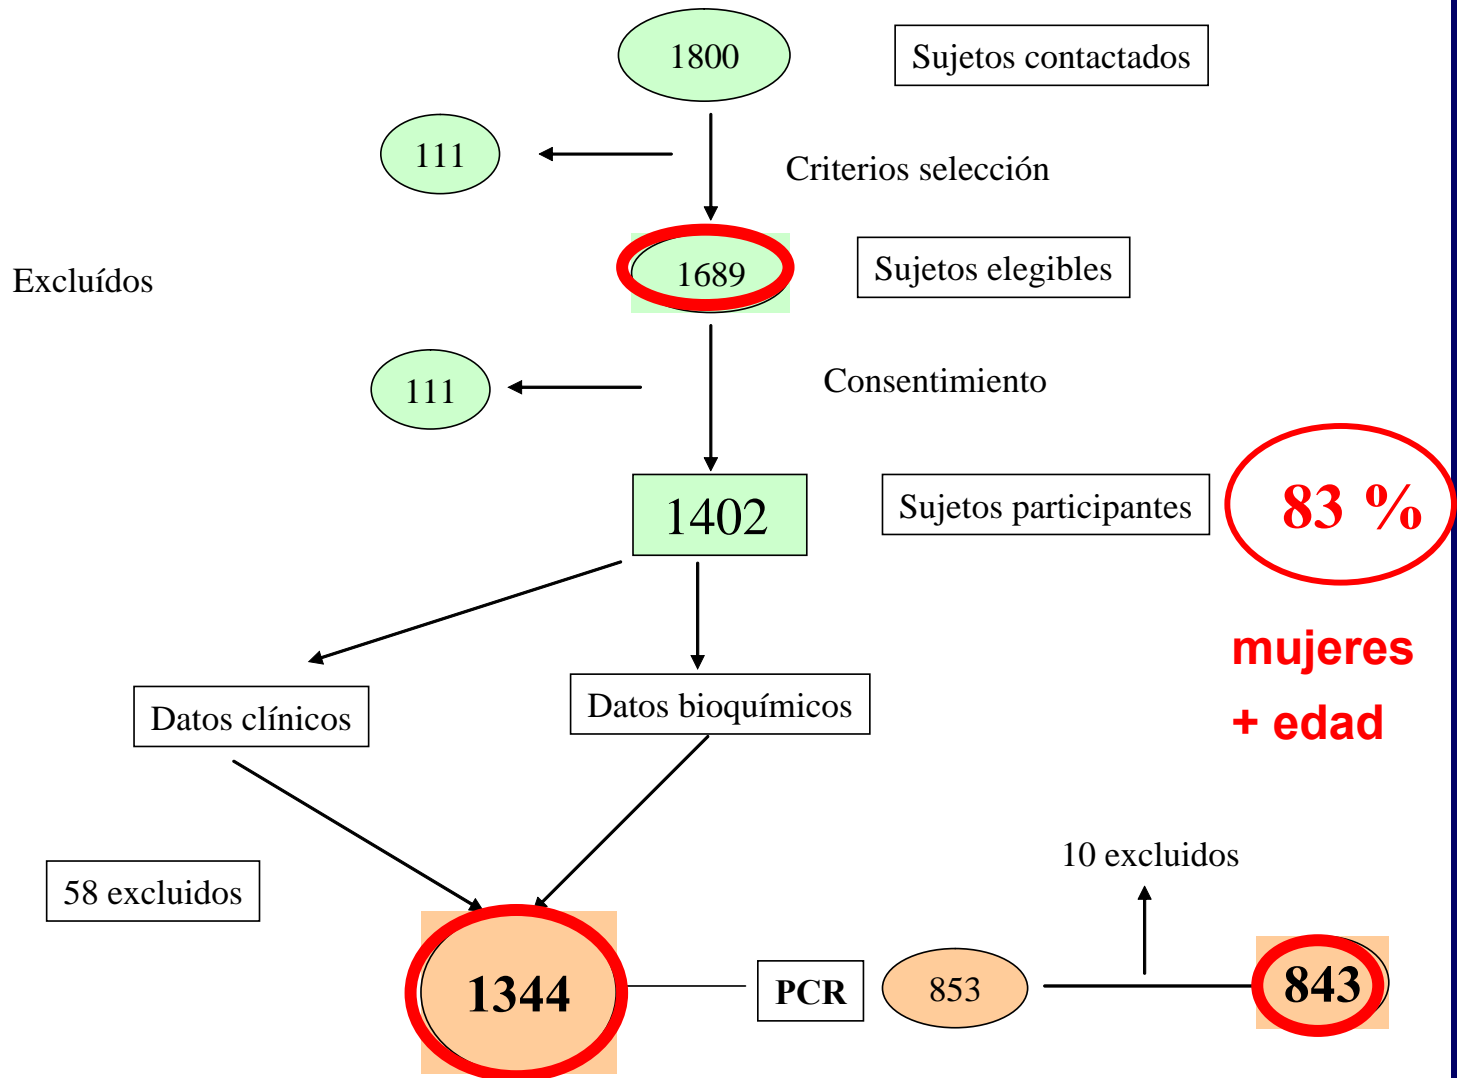 1800
Sujetos contactados
111
Criterios selección
1689
Sujetos elegibles
Excluídos
111
Consentimiento
1402
Sujetos participantes
83 %
mujeres
+ edad
Datos clínicos
Datos bioquímicos
10 excluidos
58 excluidos
1344
PCR
853
843